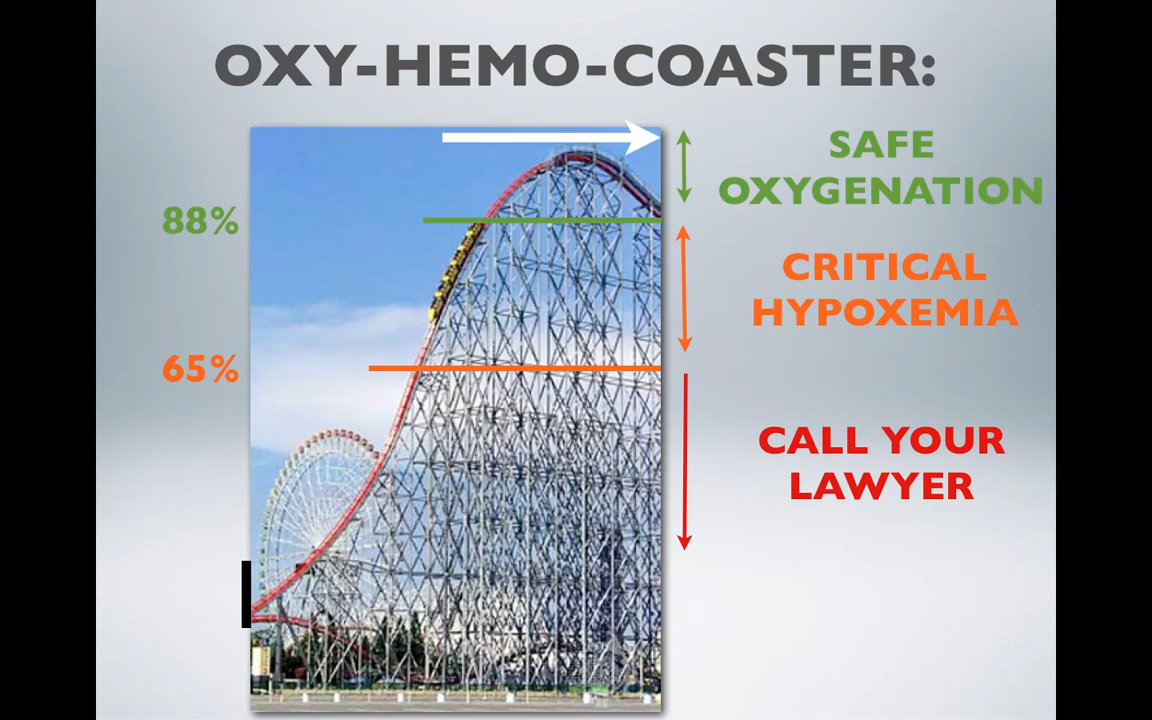 OXY-HEMO-COASTER:
SAFE
OXYGENATION
88%
CRITICAL
HYPOXEMIA
65%
CALL YOUR
LAWYER